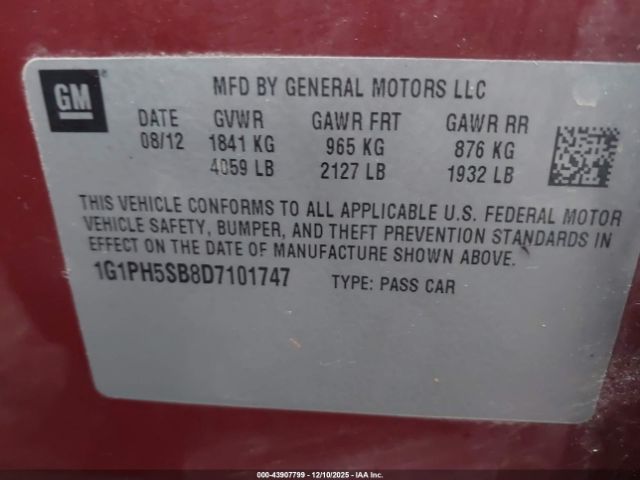 GM
MFD BY GENERAL MOTORS LLC
DATE GVWR GAWR FRT GAWR RR
08/12 1841 KG 965 KG 876 KG
4059 LB 2127 LB 1932 LB
THIS VEHICLE CONFORMS TO ALL APPLICABLE U.S. FEDERAL MOTOR
VEHICLE SAFETY, BUMPER, AND THEFT PREVENTION STANDARDS IN
EFFECT ON THE DATE OF MANUFACTURE SHOWN ABOVE.
1G1PH5SB8D7101747 TYPE: PASS CAR
000-43907799 - 12/10/2025 - IAA Inc.